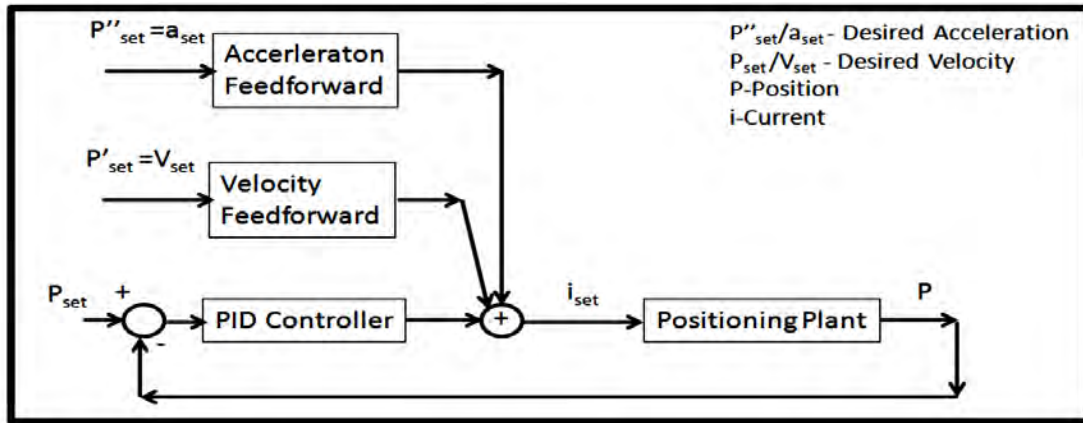 P''set =aset
Accerleraton
Feedforward
P''set/aset- Desired Acceleration
Pset/Vset - Desired Velocity
P-Position
i-Current
P'set =Vset
Velocity
Feedforward
Pset
+
-
PID Controller
+
iset
Positioning Plant
P